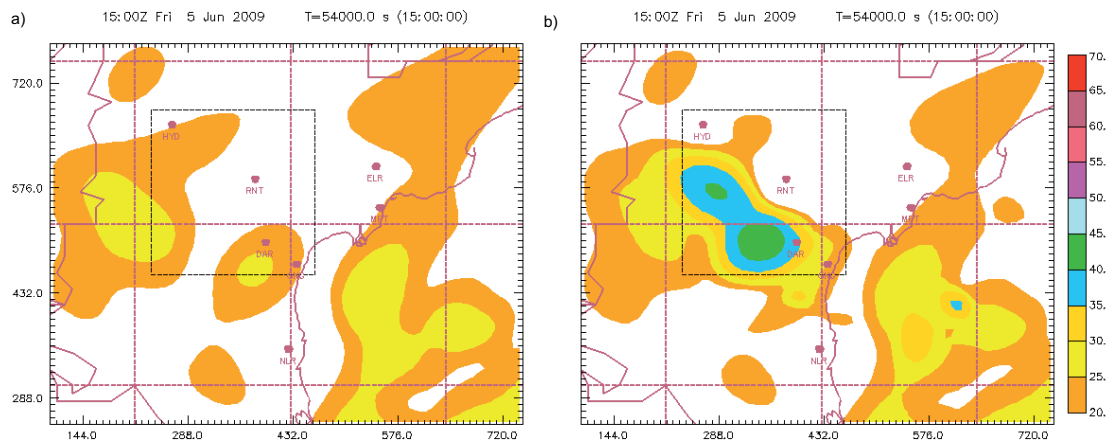 15:00Z Fri 5 Jun 2009 T=54000.0 s (15:00:00)
a)
720.0
576.0
432.0
288.0
HYD
RNT
ELR
MPT
DAR
NLR
144.0 288.0 432.0 576.0 720.0
15:00Z Fri 5 Jun 2009 T=54000.0 s (15:00:00)
b)
HYD
RNT
ELR
MPT
DAR
NLR
144.0 288.0 432.0 576.0 720.0
70.
65.
60.
55.
50.
45.
40.
35.
30.
25.
20.